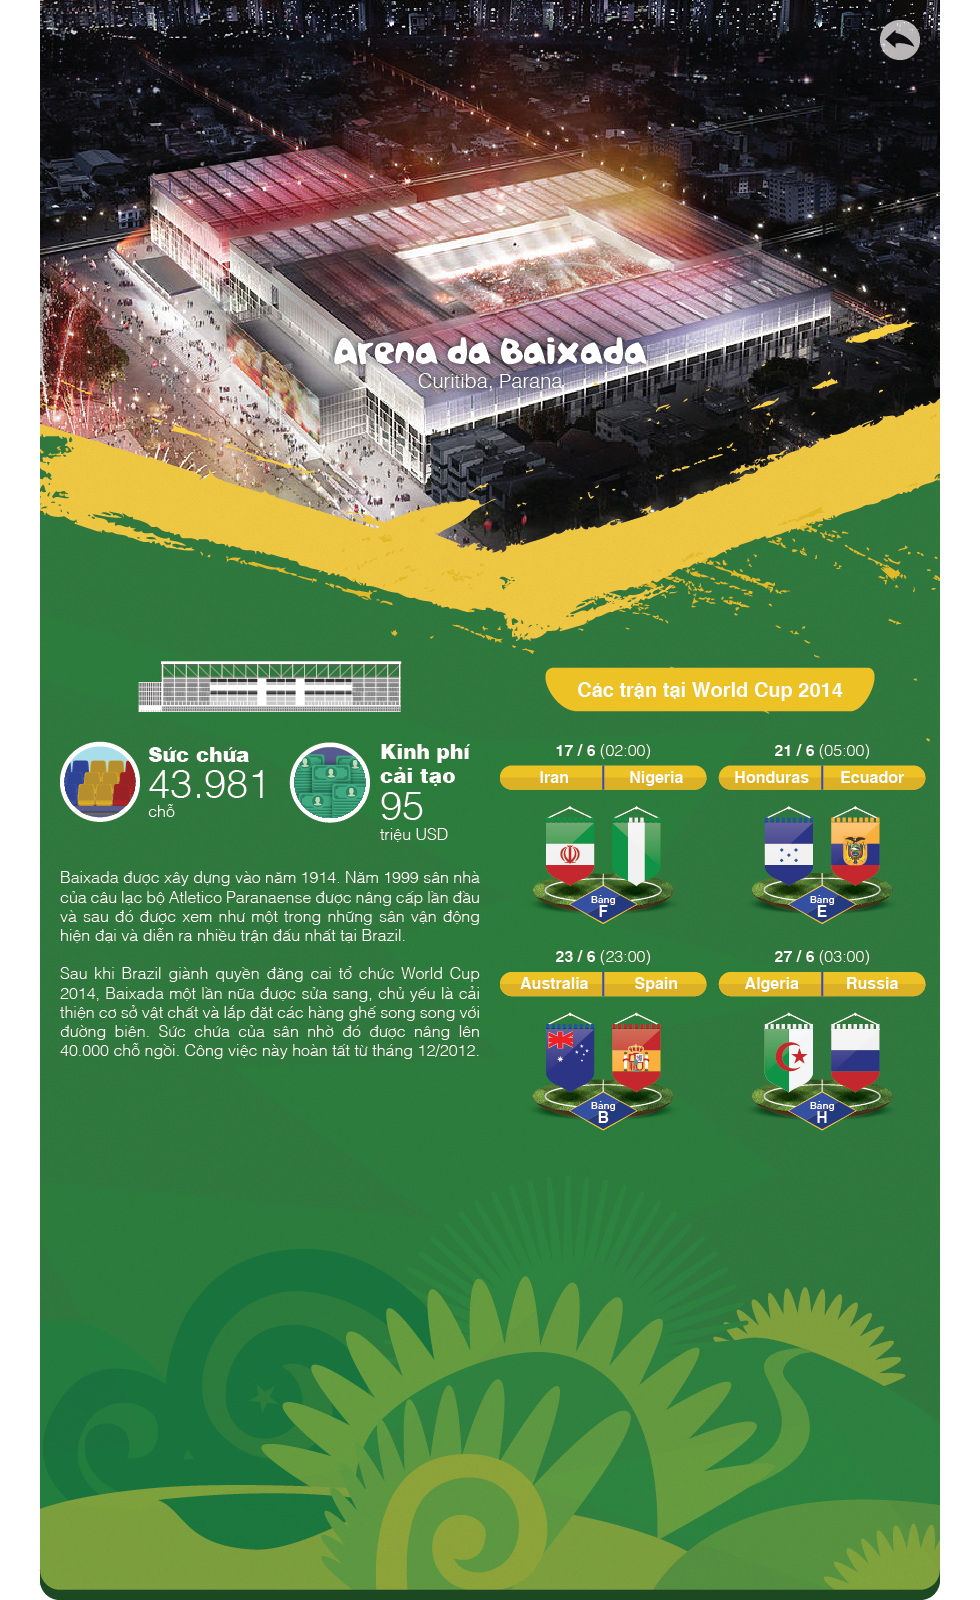 Arena da Baixada
Curitiba, Parana
Các trận tại World Cup 2014
Sức chứa
43.981
chỗ
Kinh phí
cải tạo
95
triệu USD
Baixada được xây dựng vào năm 1914. Năm 1999 sân nhà
của câu lạc bộ Atletico Paranaense được nâng cấp lần đầu
và sau đó được xem như một trong những sân vận động
hiện đại và diễn ra nhiều trận đấu nhất tại Brazil.
Sau khi Brazil giành quyền đăng cai tổ chức World Cup
2014, Baixada một lần nữa được sửa sang, chủ yếu là cải
thiện cơ sở vật chất và lắp đặt các hàng ghế song song với
đường biên. Sức chứa của sân nhờ đó được nâng lên
40.000 chỗ ngồi. Công việc này hoàn tất từ tháng 12/2012.
17 / 6 (02:00)
Iran Nigeria
Bảng
F
21 / 6 (05:00)
Honduras Ecuador
Bảng
E
23 / 6 (23:00)
Australia Spain
Bảng
B
27 / 6 (03:00)
Algeria Russia
Bảng
H